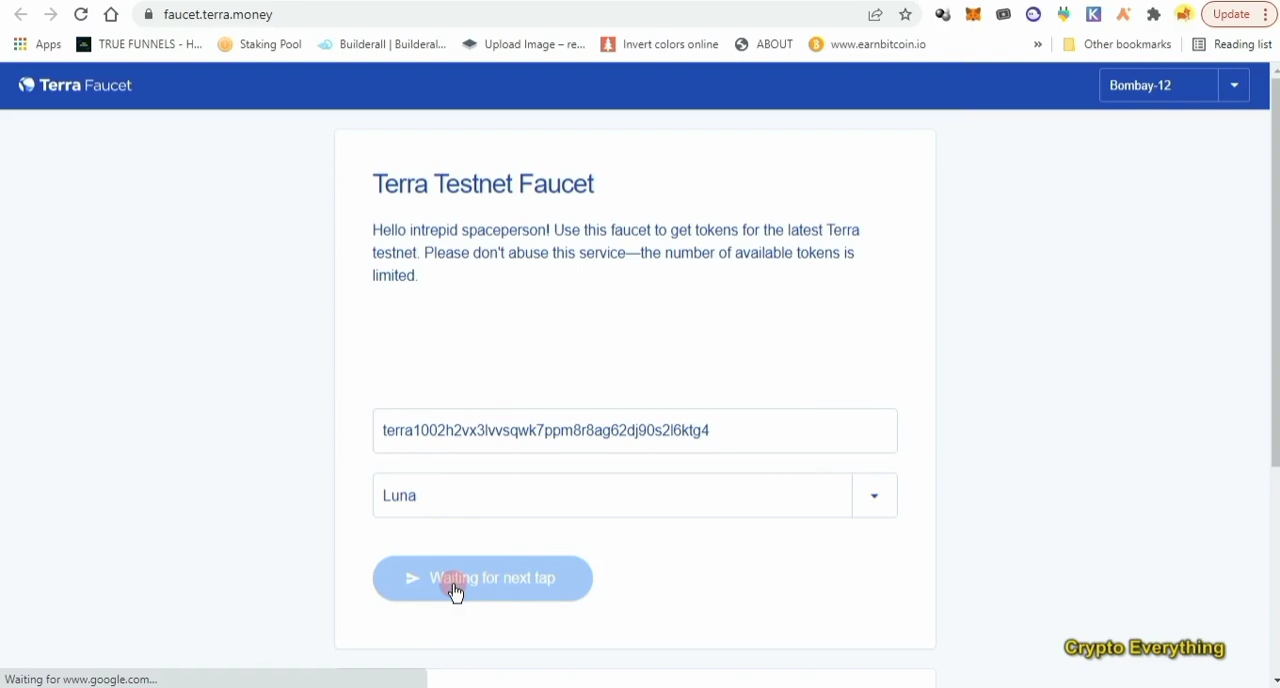 faucet.terra.money
Update
Apps
TRUE FUNNELS - H...
Staking Pool
Builderall | Builderal...
Upload Image – re...
Invert colors online
ABOUT
www.earnbitcoin.io
»
Other bookmarks
Reading list
Terra Faucet
Bombay-12
Terra Testnet Faucet
Hello intrepid spaceperson! Use this faucet to get tokens for the latest Terra
testnet. Please don't abuse this service—the number of available tokens is
limited.
terra1002h2vx3lvvsqwk7ppm8r8ag62dj90s2l6ktg4
Luna
Waiting for next tap
Crypto Everything
Waiting for www.google.com...